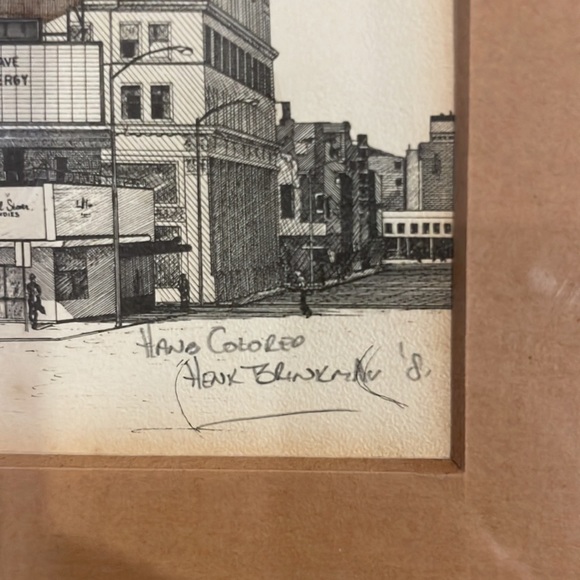 AVE
ERGY
Hand Colored
Henk Brinkman '8.